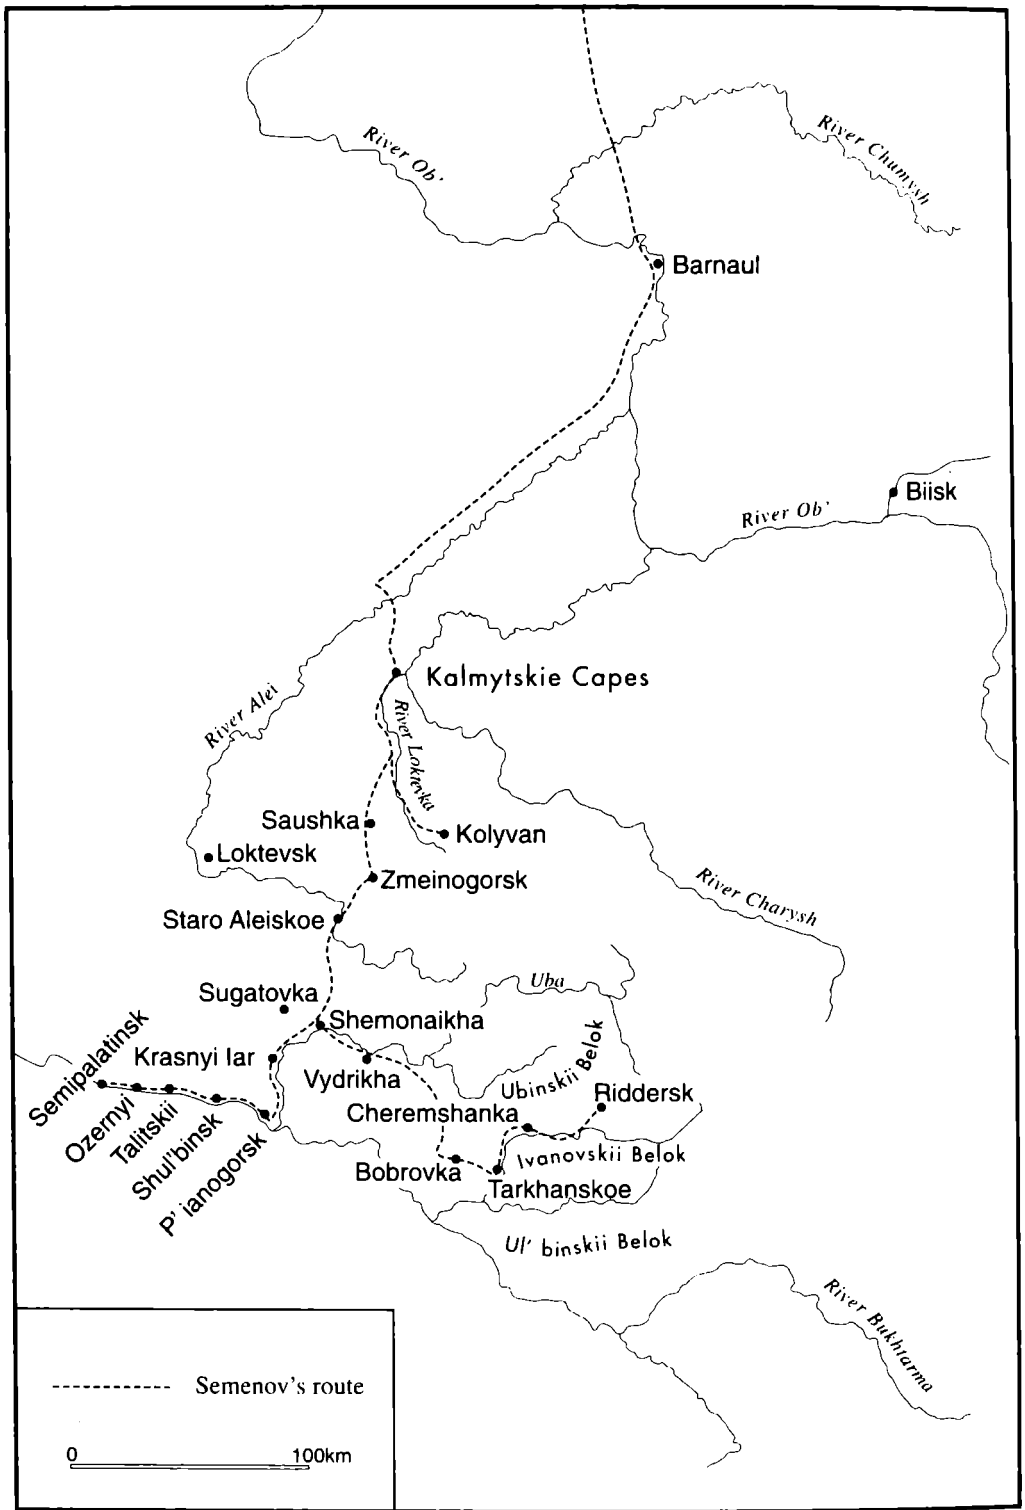 River Ob'
River Chumysh
Barnaul
Biisk
River Ob'
Kalmytskie Capes
River Alei
River Loktevka
Saushka
Kolyvan
Loktevsk
Zmeinogorsk
River Charysh
Staro Aleiskoe
Uba
Sugatovka
Shemonaikha
Semipalatinsk
Krasnyi Iar
Ubinskii Belok
Vydrikha
Riddersk
Ozernyi
Talitskii
Shul'binsk
P' ianogorsk
Cheremshanka
Ivanovskii Belok
Bobrovka
Tarkhanskoe
Ul' binskii Belok
River Bukhtarma
Semenov's route
0 100km